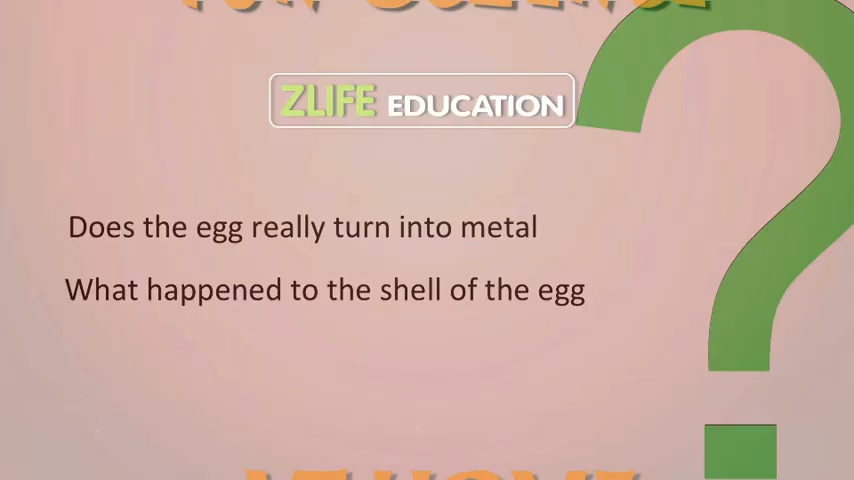 ZLIFE EDUCATION
Does the egg really turn into metal
What happened to the shell of the egg